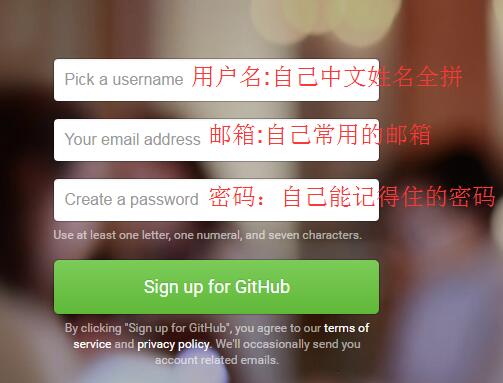 Pick a username 用户名:自己中文姓名全拼
Your email address 邮箱:自己常用的邮箱
Create a password 密码：自己能记得住的密码
Use at least one letter, one numeral, and seven characters.
Sign up for GitHub
By clicking "Sign up for GitHub", you agree to our terms of
service and privacy policy. We'll occasionally send you
account related emails.